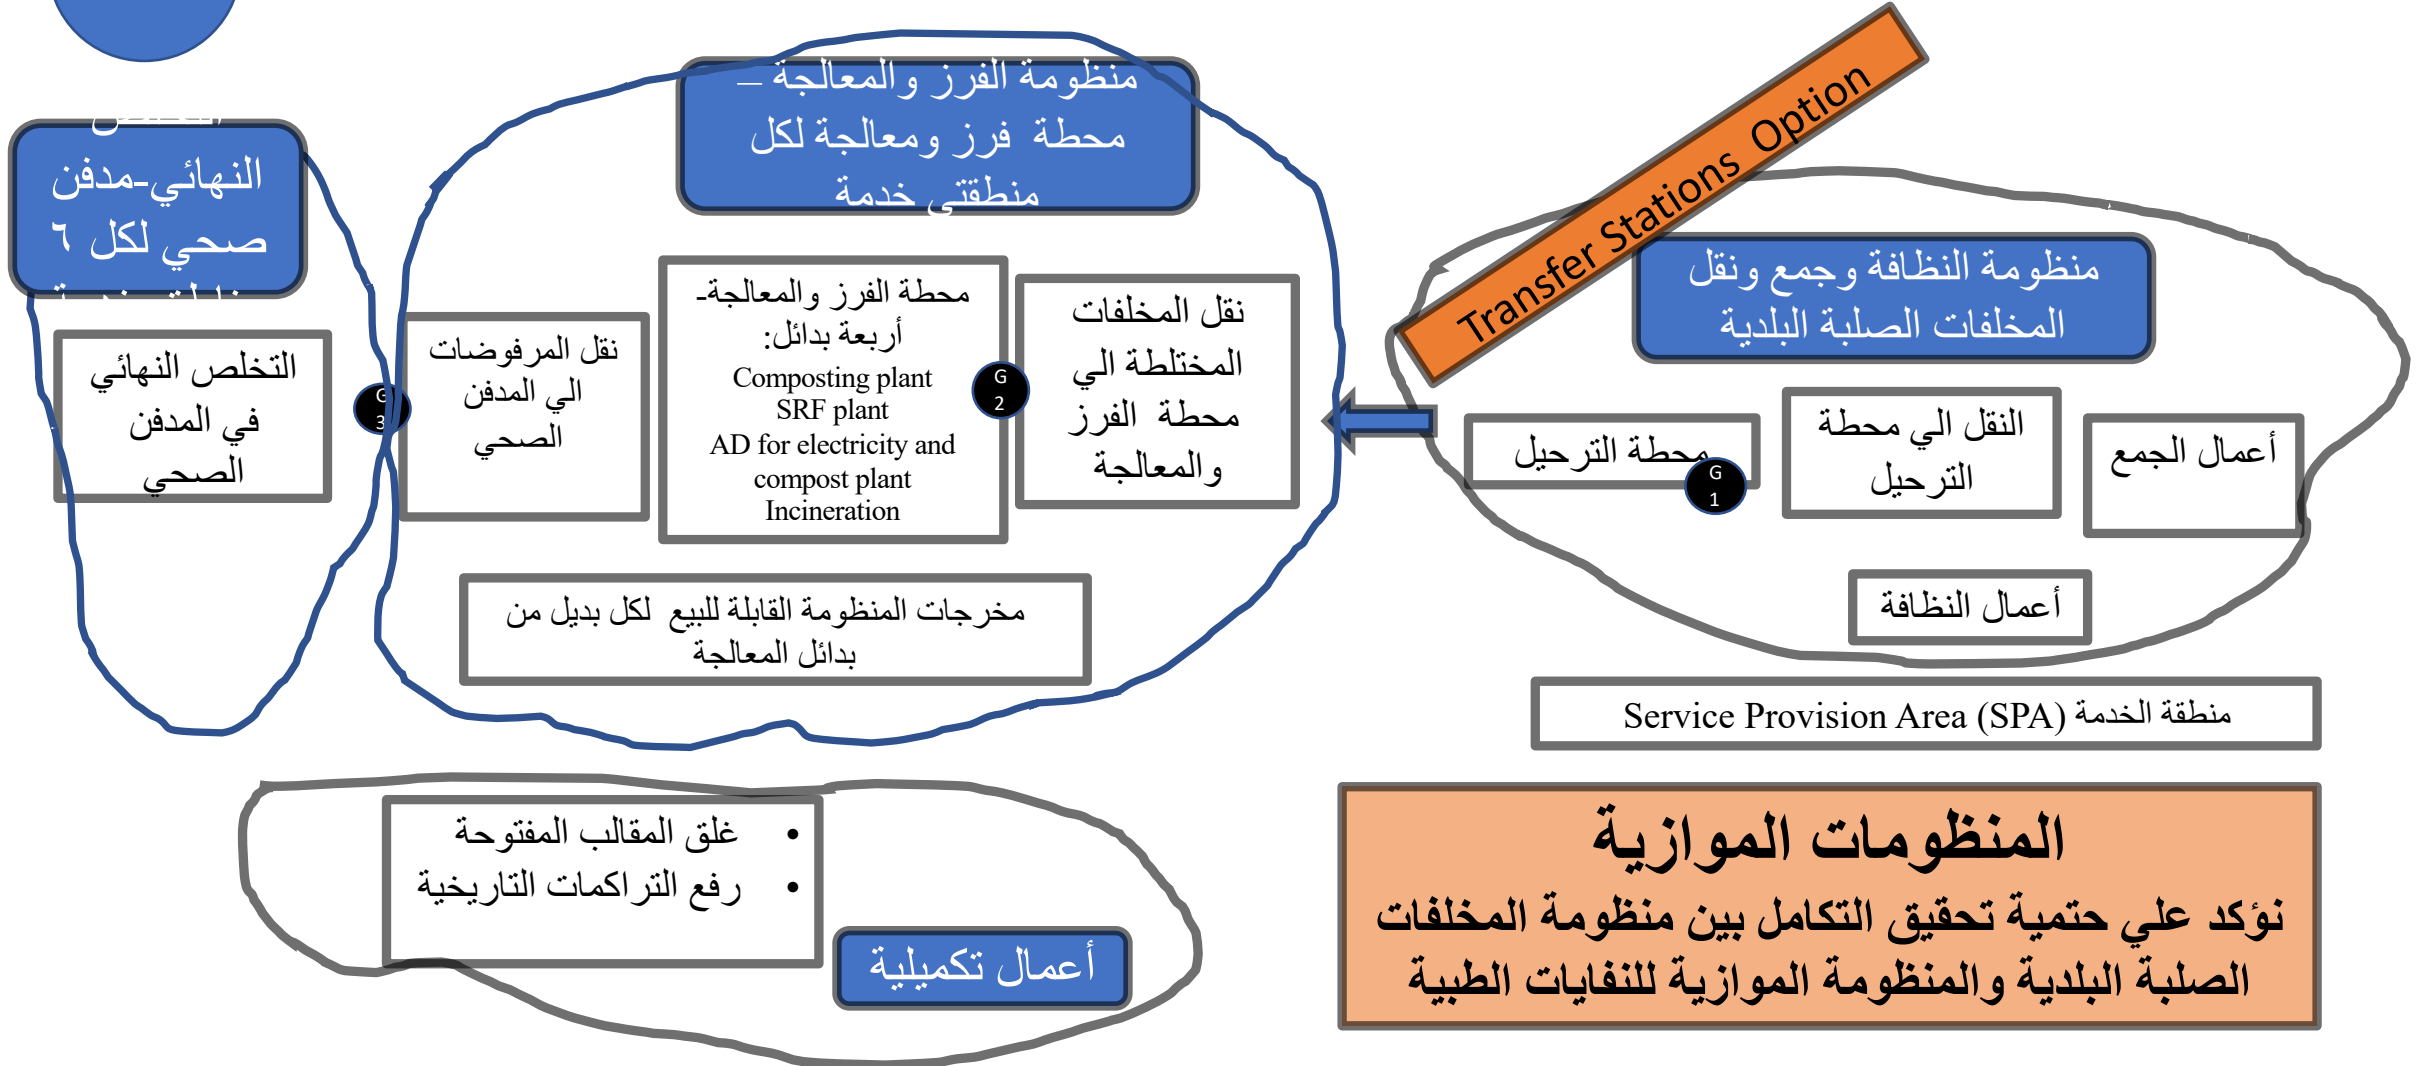 Transfer Stations Option
منظومة النظافة وجمع ونقل
المخلفات الصلبة البلدية
أعمال الجمع
النقل الي محطة
الترحيل
محطة الترحيل
G
1
أعمال النظافة
منطقة الخدمة Service Provision Area (SPA)
منظومة الفرز والمعالجة –
محطة فرز ومعالجة لكل
منطقتي خدمة
نقل المخلفات
المختلطة الي
محطة الفرز
والمعالجة
G
2
محطة الفرز والمعالجة-
أربعة بدائل:
Composting plant
SRF plant
AD for electricity and
compost plant
Incineration
نقل المرفوضات
الي المدفن
الصحي
مخرجات المنظومة القابلة للبيع لكل بديل من
بدائل المعالجة
G
3
النهائي-مدفن
صحي لكل ٦
التخلص النهائي
في المدفن
الصحي
• غلق المقالب المفتوحة
• رفع التراكمات التاريخية
أعمال تكميلية
المنظومات الموازية
نؤكد علي حتمية تحقيق التكامل بين منظومة المخلفات
الصلبة البلدية والمنظومة الموازية للنفايات الطبية